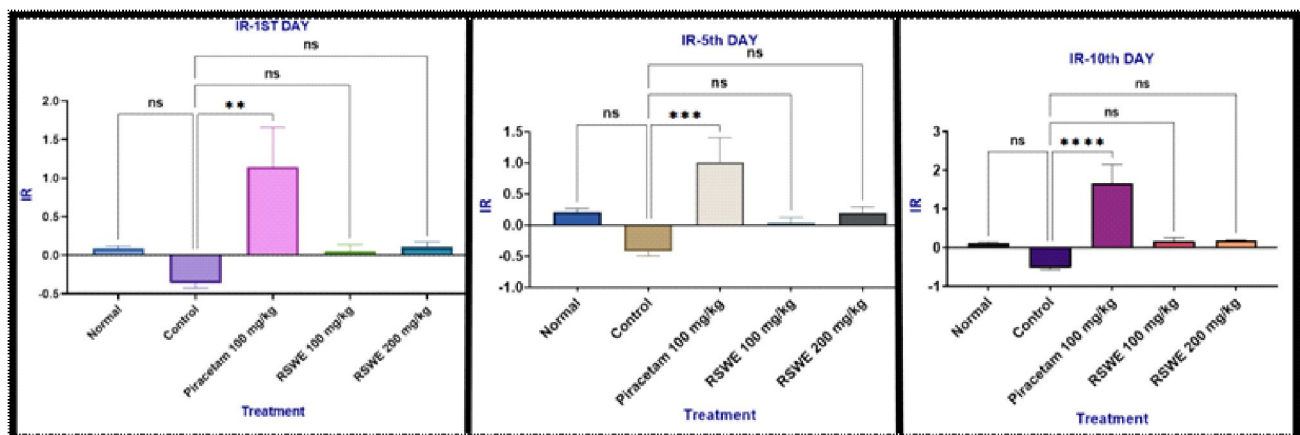 IR-1ST DAY
ns
ns
ns
**
2.0
1.5
1.0
0.5
0.0
-0.5
IR
Normal
Control
Piracetam 100 mg/kg
RSWE 100 mg/kg
RSWE 200 mg/kg
Treatment
IR-5th DAY
ns
ns
ns
***
1.5
1.0
0.5
0.0
-0.5
-1.0
IR
Normal
Control
Piracetam 100 mg/kg
RSWE 100 mg/kg
RSWE 200 mg/kg
Treatment
IR-10th DAY
ns
ns
ns
****
3
2
1
0
-1
IR
Normal
Control
Piracetam 100 mg/kg
RSWE 100 mg/kg
RSWE 200 mg/kg
Treatment